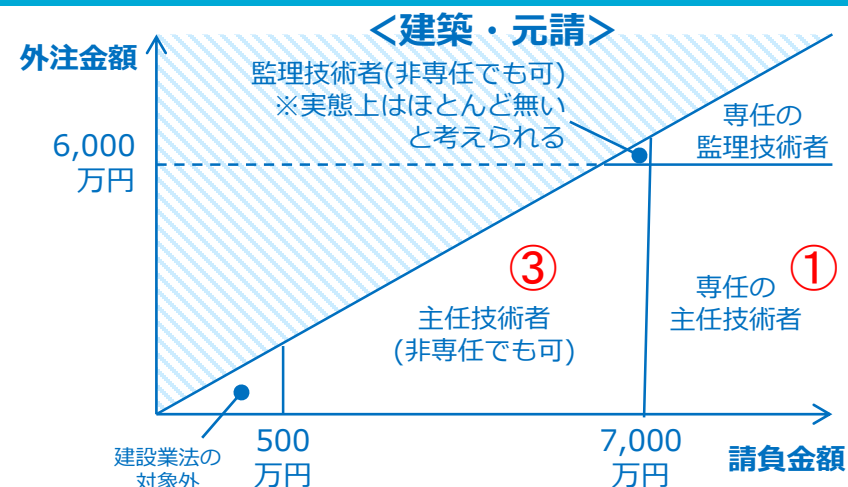 <建築・元請>
外注金額
監理技術者(非専任でも可)
※実態上はほとんど無い
と考えられる
専任の
監理技術者
6,000
万円
③
①
主任技術者
(非専任でも可)
専任の
主任技術者
建設業法の
対象外
500
万円
7,000
万円
請負金額